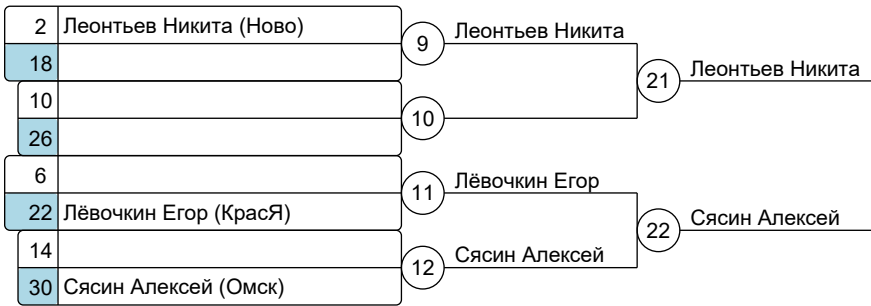 2 Леонтьев Никита (Ново)
9 Леонтьев Никита
18
21 Леонтьев Никита
10
10
26
6
11 Лёвочкин Егор
22 Лёвочкин Егор (КрасЯ)
22 Сясин Алексей
14
12 Сясин Алексей
30 Сясин Алексей (Омск)